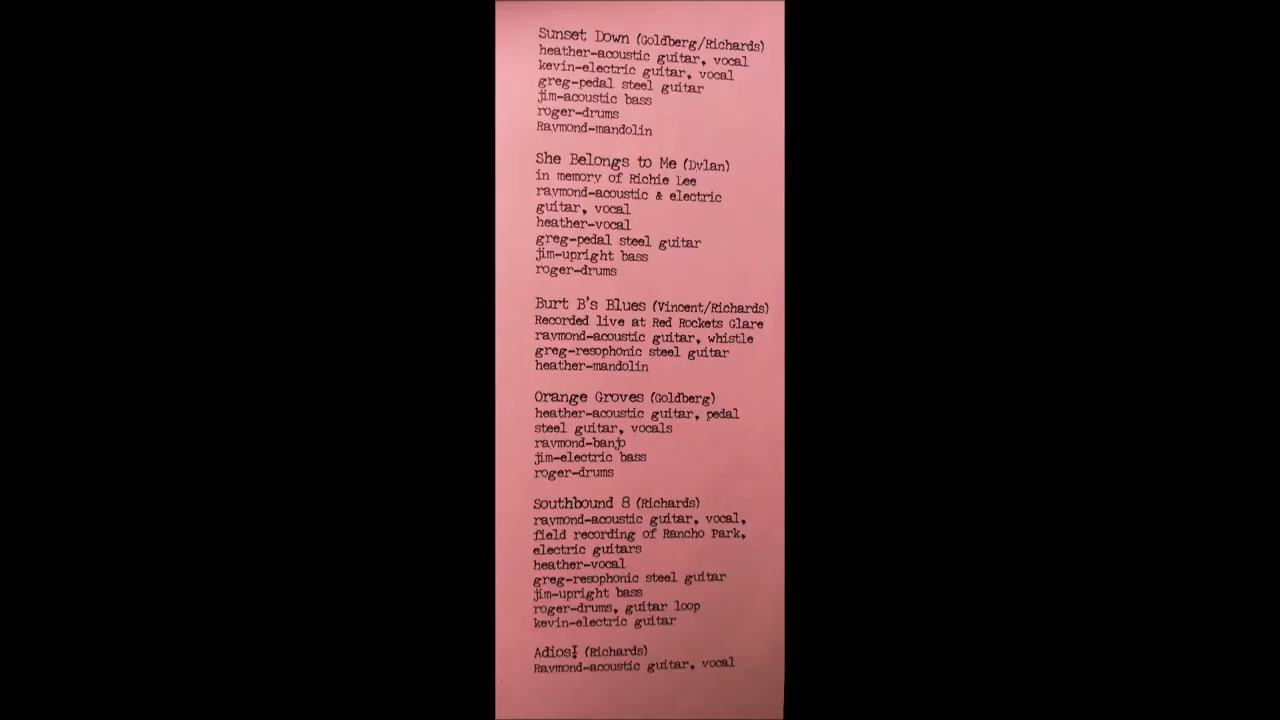 Sunset Down (Goldberg/Richards)
heather-acoustic guitar, vocal
kevin-electric guitar, vocal
greg-pedal steel guitar
jim-acoustic bass
roger-drums
Raymond-mandolin
She Belongs to Me (Dylan)
in memory of Richie Lee
raymond-acoustic & electric
guitar, vocal
heather-vocal
greg-pedal steel guitar
jim-upright bass
roger-drums
Burt B's Blues (Vincent/Richards)
Recorded live at Red Rockets Glare
raymond-acoustic guitar, whistle
greg-resophonic steel guitar
heather-mandolin
Orange Groves (Goldberg)
heather-acoustic guitar, pedal
steel guitar, vocals
raymond-banjo
jim-electric bass
roger-drums
Southbound 8 (Richards)
raymond-acoustic guitar, vocal,
field recording of Rancho Park,
electric guitars
heather-vocal
greg-resophonic steel guitar
jim-upright bass
roger-drums, guitar loop
kevin-electric guitar
Adios! (Richards)
Raymond-acoustic guitar, vocal